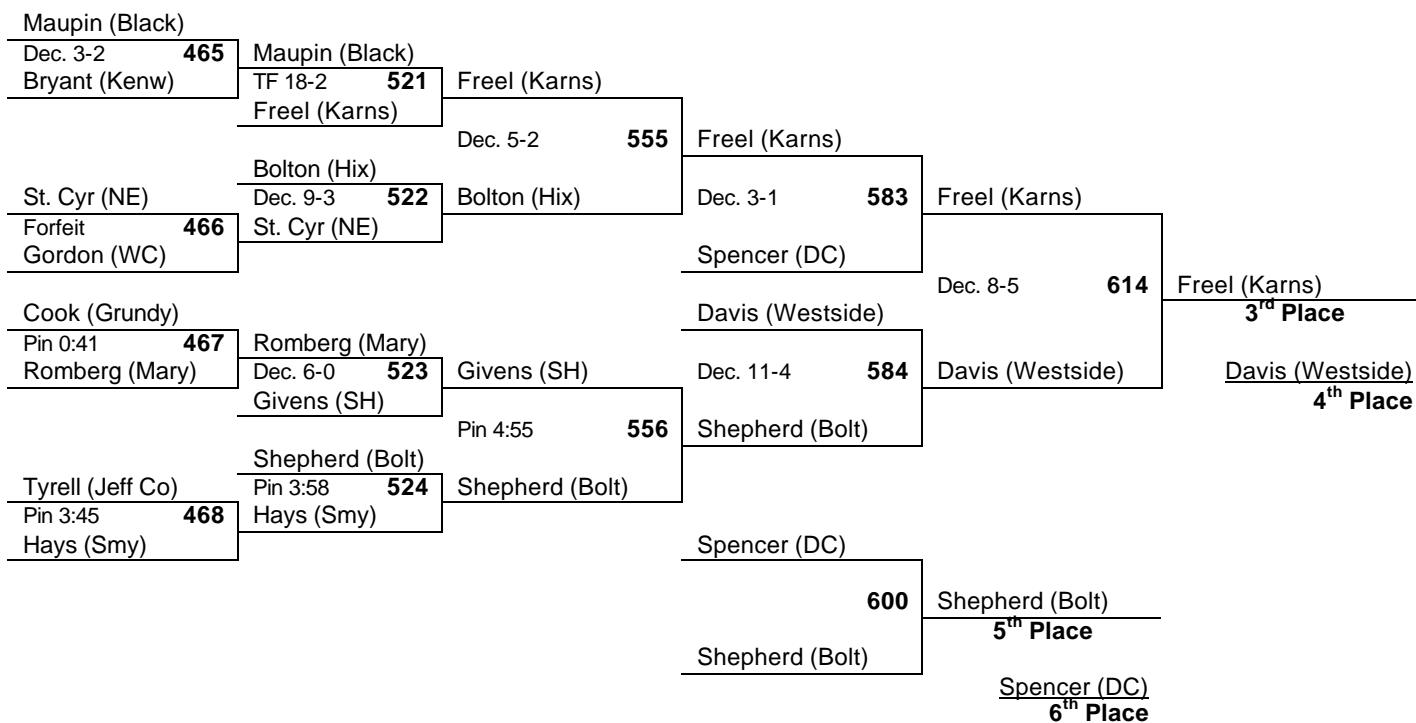 Maupin (Black)
Dec. 3-2 465 Maupin (Black)
Bryant (Kenw) TF 18-2 521 Freel (Karns)
Freel (Karns)
Dec. 5-2 555 Freel (Karns)
Bolton (Hix)
St. Cyr (NE) Dec. 9-3 522 Bolton (Hix) Dec. 3-1 583 Freel (Karns)
Forfeit 466 St. Cyr (NE)
Gordon (WC) Spencer (DC)
Dec. 8-5 614 Freel (Karns)
Cook (Grundy) Davis (Westside) 3rd Place
Pin 0:41 467 Romberg (Mary)
Romberg (Mary) Dec. 6-0 523 Givens (SH) Dec. 11-4 584 Davis (Westside) Davis (Westside)
Givens (SH) 4th Place
Pin 4:55 556 Shepherd (Bolt)
Shepherd (Bolt)
Tyrell (Jeff Co) Pin 3:58 524 Shepherd (Bolt)
Pin 3:45 468 Hays (Smy)
Hays (Smy) Spencer (DC)
600 Shepherd (Bolt)
5th Place
Shepherd (Bolt)
Spencer (DC)
6th Place